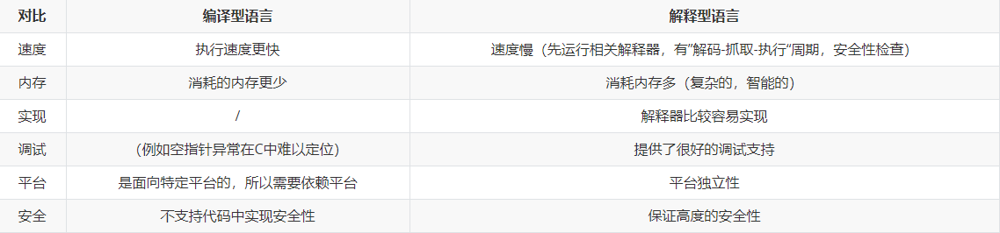 对比 编译型语言 解释型语言
速度 执行速度更快 速度慢（先运行相关解释器，有”解码-抓取-执行“周期，安全性检查）
内存 消耗的内存更少 消耗内存多（复杂的，智能的）
实现 / 解释器比较容易实现
调试 （例如空指针异常在C中难以定位） 提供了很好的调试支持
平台 是面向特定平台的，所以需要依赖平台 平台独立性
安全 不支持代码中实现安全性 保证高度的安全性